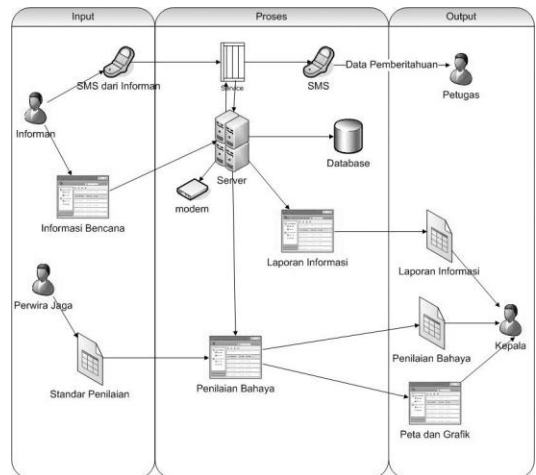 Input
Proses
Output
SMS dari Informan
Service
SMS
Data Pemberitahuan
Petugas
Informan
Server
Database
modem
Informasi Bencana
Laporan Informasi
Laporan Informasi
Perwira Jaga
Standar Penilaian
Penilaian Bahaya
Penilaian Bahaya
Kepala
Peta dan Grafik